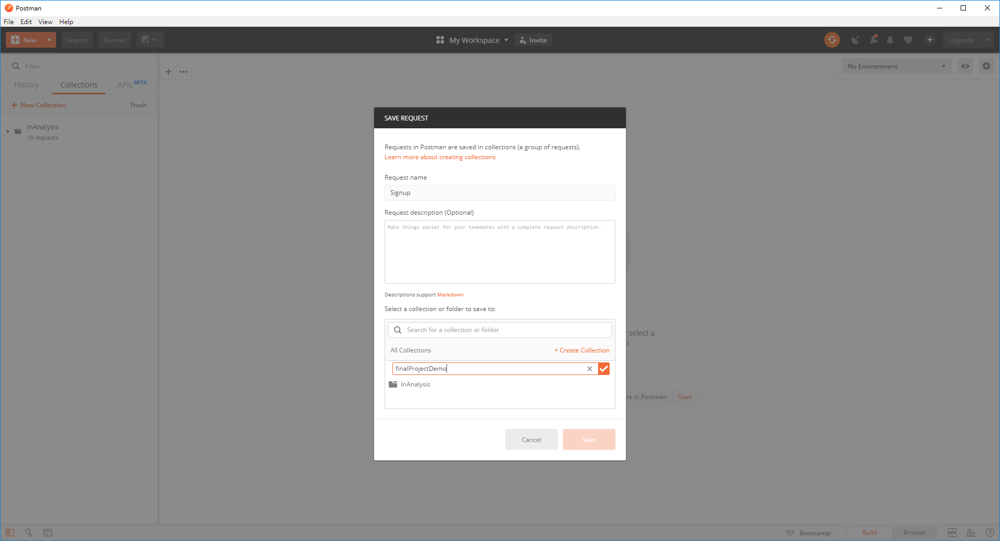 Postman
File Edit View Help
New Import Runner My Workspace Invite Upgrade
Filter
No Environment
History Collections APIs BETA
New Collection Trash
InAnalysis
10 requests
SAVE REQUEST
Requests in Postman are saved in collections (a group of requests).
Learn more about creating collections
Request name
Signup
Request description (Optional)
Make things easier for your teammates with a complete request description.
Descriptions support Markdown
Select a collection or folder to save to:
Search for a collection or folder
All Collections + Create Collection
finalProjectDemo
InAnalysis
Cancel Save
select a
in Postman Start
Bootcamp Build Browse